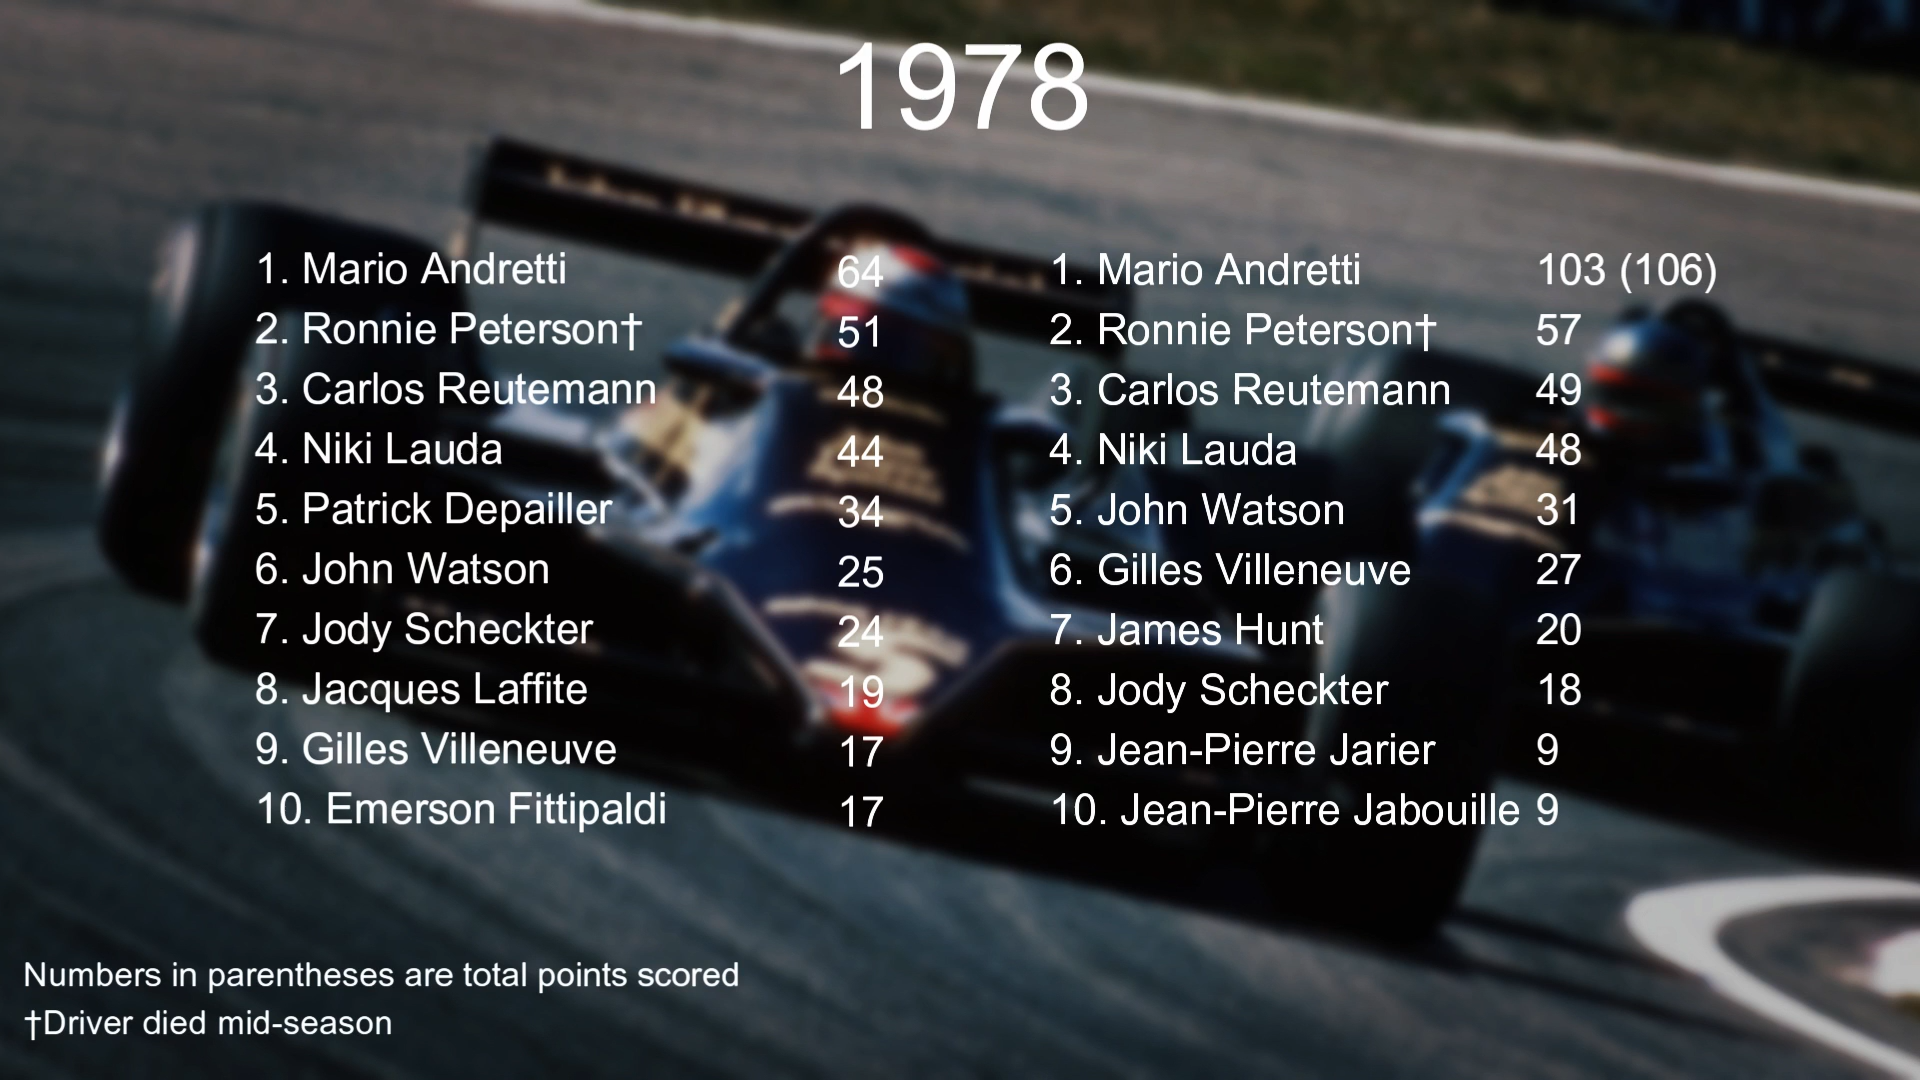 1978
1. Mario Andretti 64
2. Ronnie Peterson† 51
3. Carlos Reutemann 48
4. Niki Lauda 44
5. Patrick Depailler 34
6. John Watson 25
7. Jody Scheckter 24
8. Jacques Laffite 19
9. Gilles Villeneuve 17
10. Emerson Fittipaldi 17
1. Mario Andretti 103 (106)
2. Ronnie Peterson† 57
3. Carlos Reutemann 49
4. Niki Lauda 48
5. John Watson 31
6. Gilles Villeneuve 27
7. James Hunt 20
8. Jody Scheckter 18
9. Jean-Pierre Jarier 9
10. Jean-Pierre Jabouille 9
Numbers in parentheses are total points scored
†Driver died mid-season